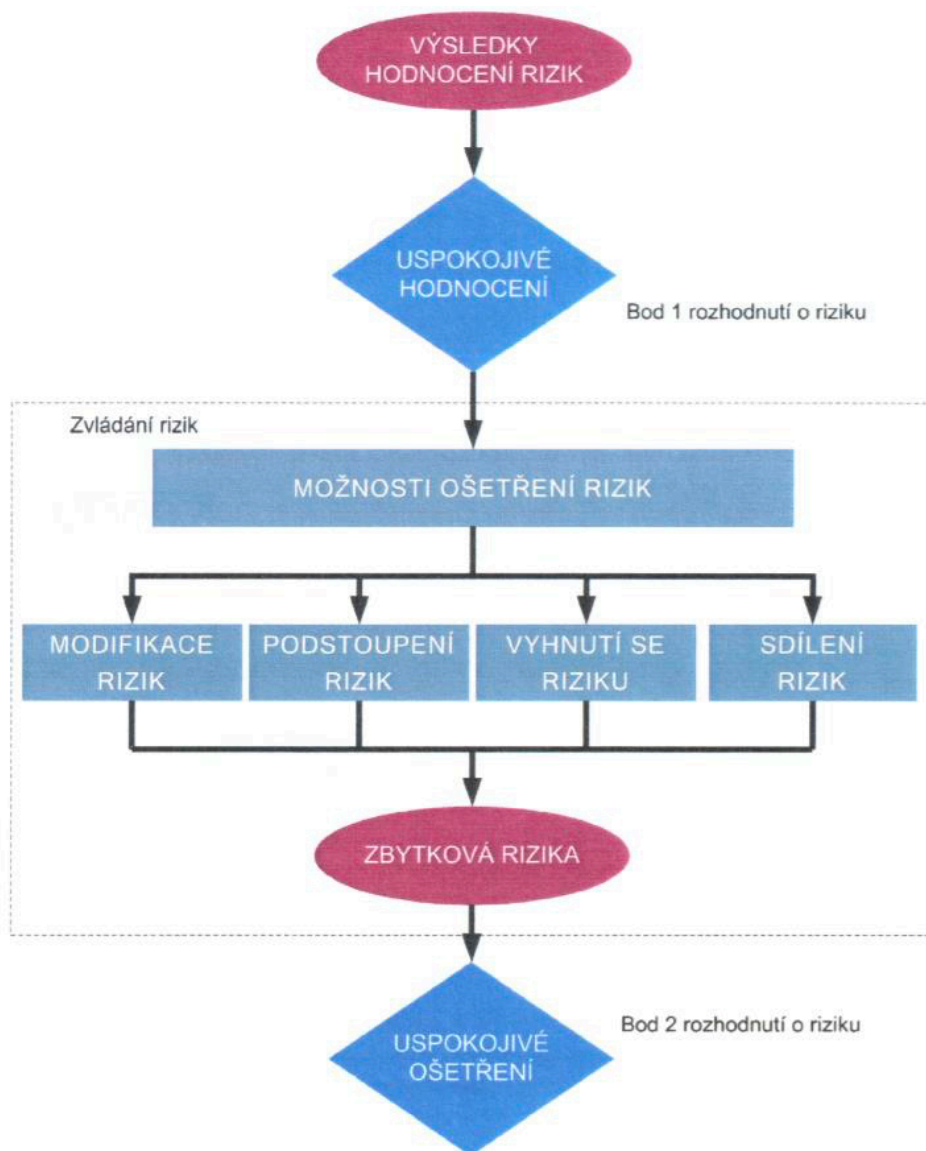 VÝSLEDKY
HODNOCENÍ RIZIK
USPOKOJIVÉ
HODNOCENÍ
Bod 1 rozhodnutí o riziku
Zvládání rizik
MOŽNOSTI OŠETŘENÍ RIZIK
MODIFIKACE
RIZIK
PODSTOUPENÍ
RIZIK
VYHNUTÍ SE
RIZIKU
SDÍLENÍ
RIZIK
ZBYTKOVÁ RIZIKA
Bod 2 rozhodnutí o riziku
USPOKOJIVÉ
OŠETŘENÍ